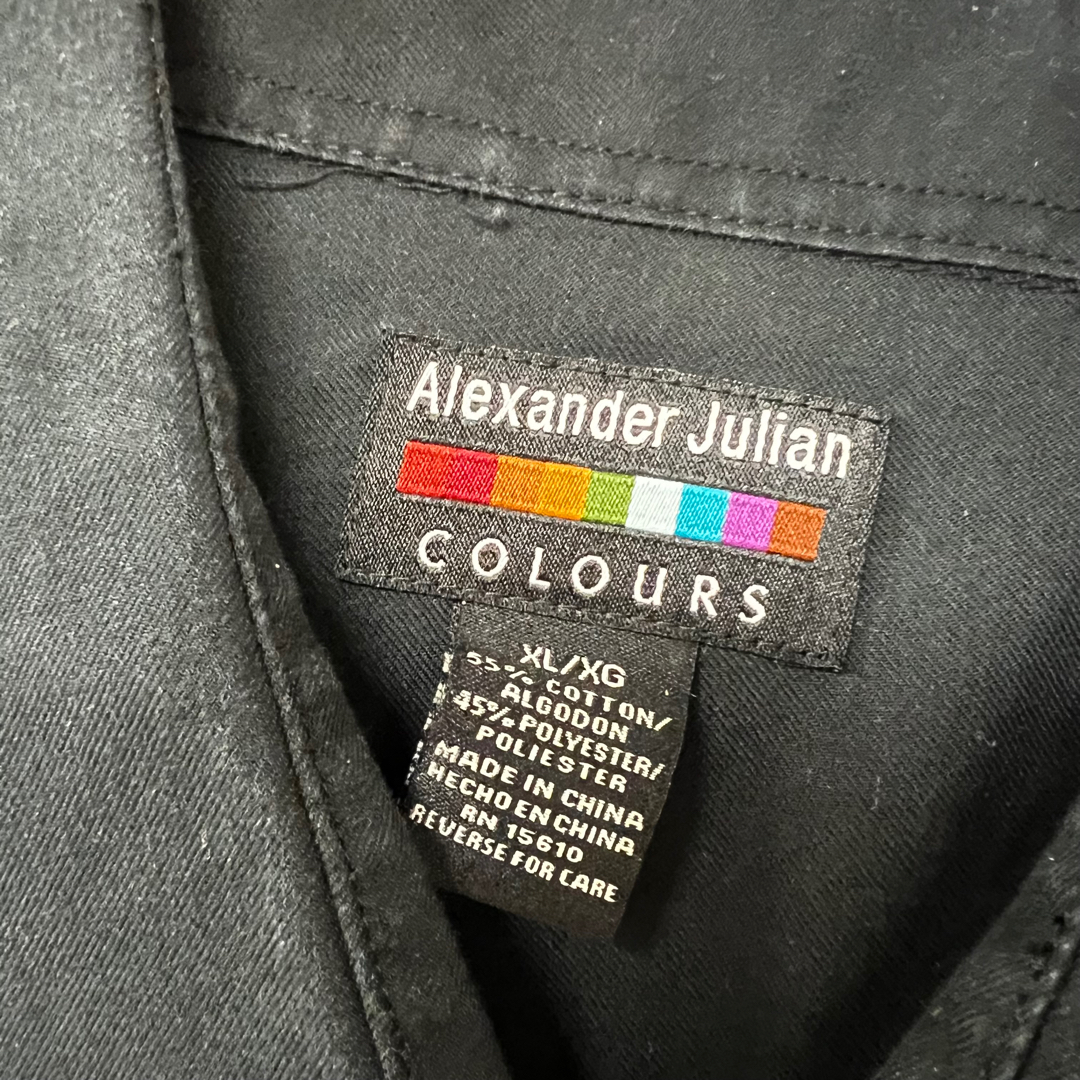 Alexander Julian
COLOURS
XL/XG
55% COTTON/
ALGODON
45% POLYESTER/
POLIESTER
MADE IN CHINA
HECHO EN CHINA
RN 15610
REVERSE FOR CARE